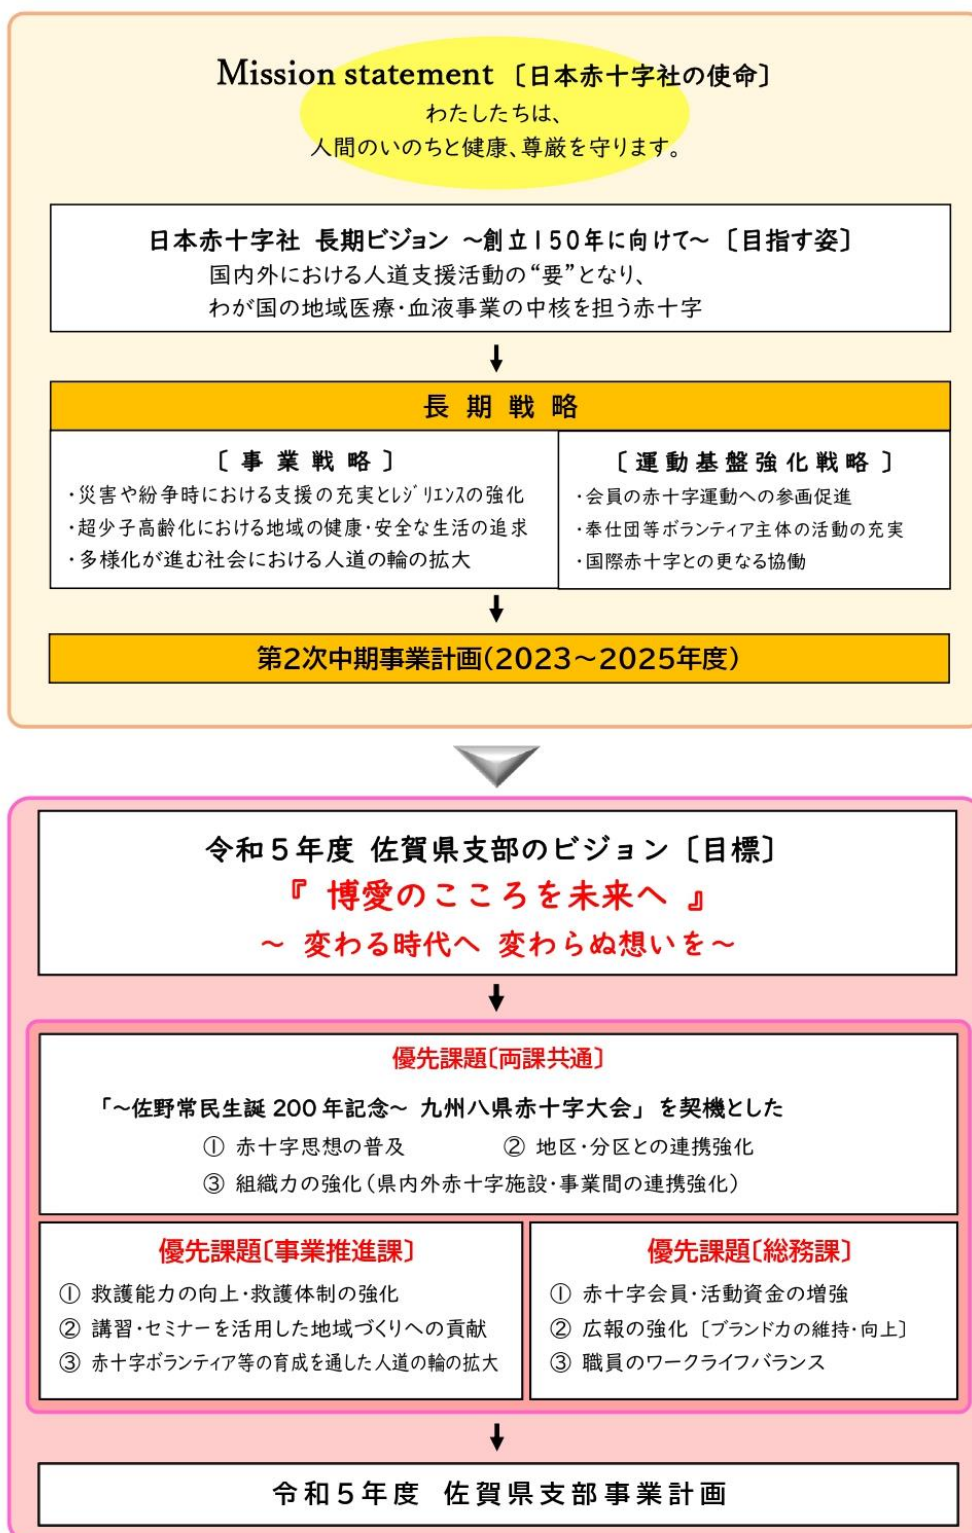 Mission statement 〔日本赤十字社の使命〕
わたしたちは、
人間のいのちと健康、尊厳を守ります。
日本赤十字社 長期ビジョン ～創立150年に向けて～〔目指す姿〕
国内外における人道支援活動の“要”となり、
わが国の地域医療・血液事業の中核を担う赤十字
長期戦略
〔事業戦略〕
・災害や紛争時における支援の充実とﾚｼﾞﾘｴﾝｽの強化
・超少子高齢化における地域の健康・安全な生活の追求
・多様化が進む社会における人道の輪の拡大
〔運動基盤強化戦略〕
・会員の赤十字運動への参画促進
・奉仕団等ボランティア主体の活動の充実
・国際赤十字との更なる協働
第2次中期事業計画(2023～2025年度)
令和5年度 佐賀県支部のビジョン〔目標〕
『 博愛のこころを未来へ 』
～ 変わる時代へ 変わらぬ想いを～
優先課題〔両課共通〕
「～佐野常民生誕 200 年記念～ 九州八県赤十字大会」を契機とした
① 赤十字思想の普及 ② 地区・分区との連携強化
③ 組織力の強化（県内外赤十字施設・事業間の連携強化）
優先課題〔事業推進課〕
① 救護能力の向上・救護体制の強化
② 講習・セミナーを活用した地域づくりへの貢献
③ 赤十字ボランティア等の育成を通した人道の輪の拡大
優先課題〔総務課〕
① 赤十字会員・活動資金の増強
② 広報の強化〔ブランド力の維持・向上〕
③ 職員のワークライフバランス
令和5年度 佐賀県支部事業計画